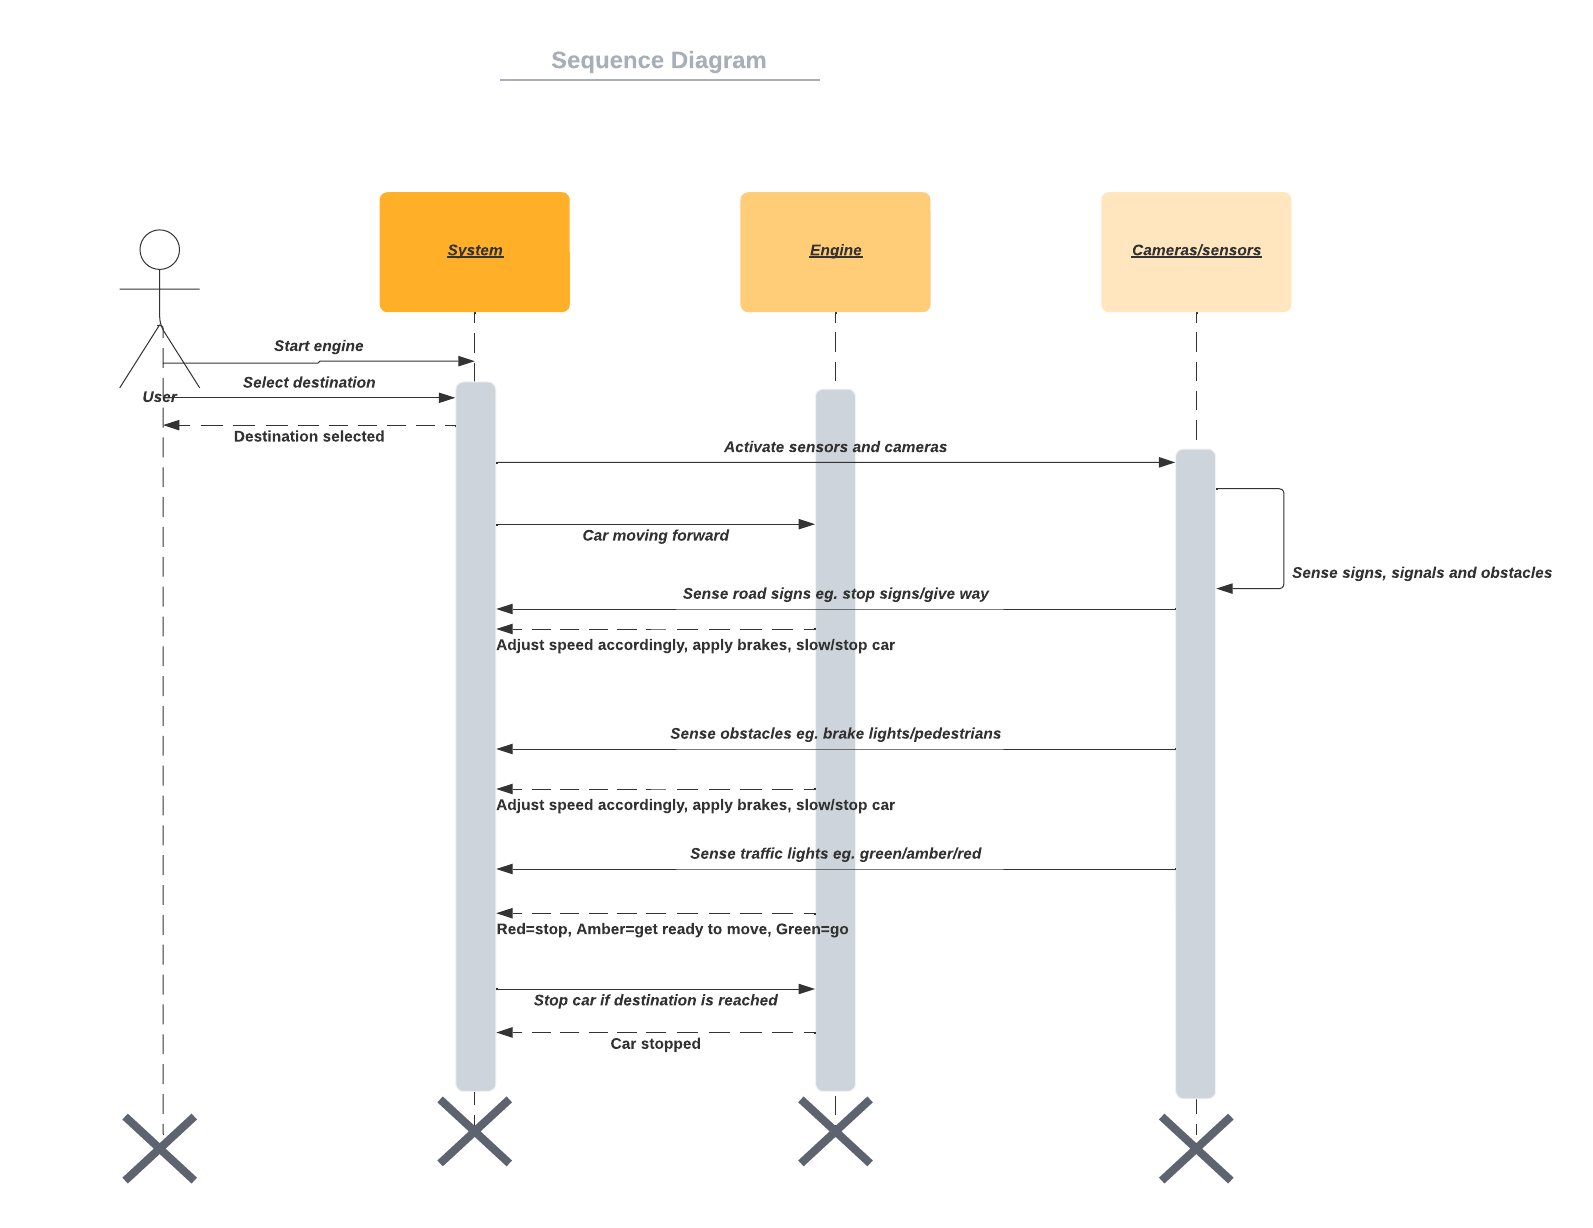 Sequence Diagram
System
Engine
Cameras/sensors
Start engine
Select destination
User
Destination selected
Activate sensors and cameras
Car moving forward
Sense signs, signals and obstacles
Sense road signs eg. stop signs/give way
Adjust speed accordingly, apply brakes, slow/stop car
Sense obstacles eg. brake lights/pedestrians
Adjust speed accordingly, apply brakes, slow/stop car
Sense traffic lights eg. green/amber/red
Red=stop, Amber=get ready to move, Green=go
Stop car if destination is reached
Car stopped